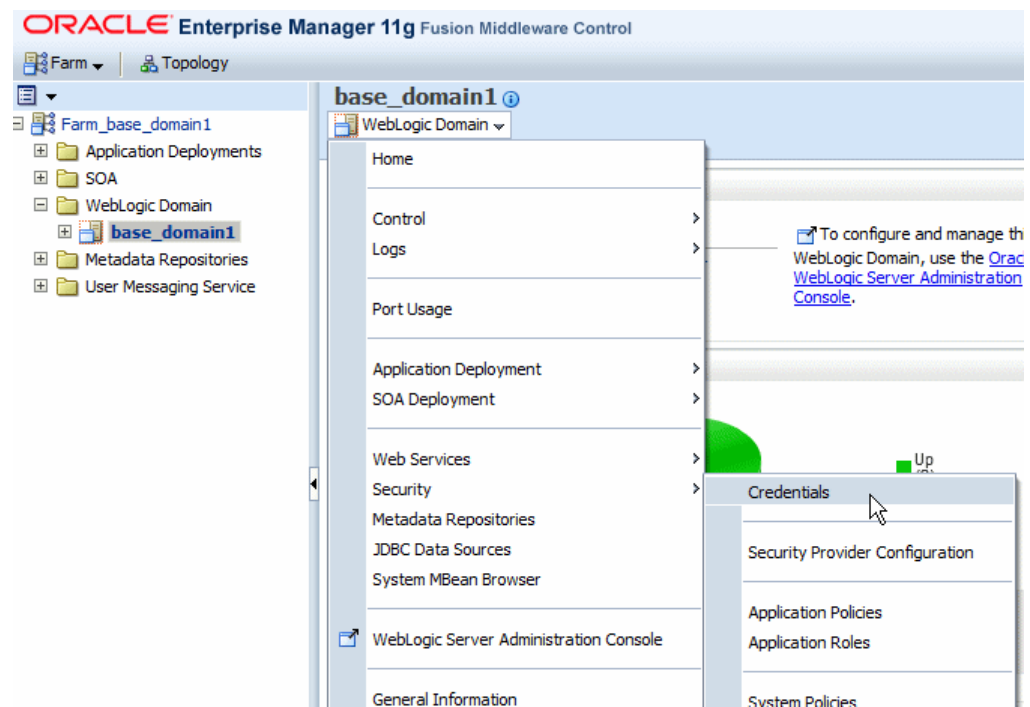 ORACLE Enterprise Manager 11g Fusion Middleware Control
Farm
Topology
base_domain1
WebLogic Domain
Farm_base_domain1
Application Deployments
SOA
WebLogic Domain
base_domain1
Metadata Repositories
User Messaging Service
Home
Control
Logs
Port Usage
Application Deployment
SOA Deployment
Web Services
Security
Metadata Repositories
JDBC Data Sources
System MBean Browser
WebLogic Server Administration Console
General Information
To configure and manage thi
WebLogic Domain, use the Orac
WebLogic Server Administration
Console.
Up
Credentials
Security Provider Configuration
Application Policies
Application Roles
System Policies